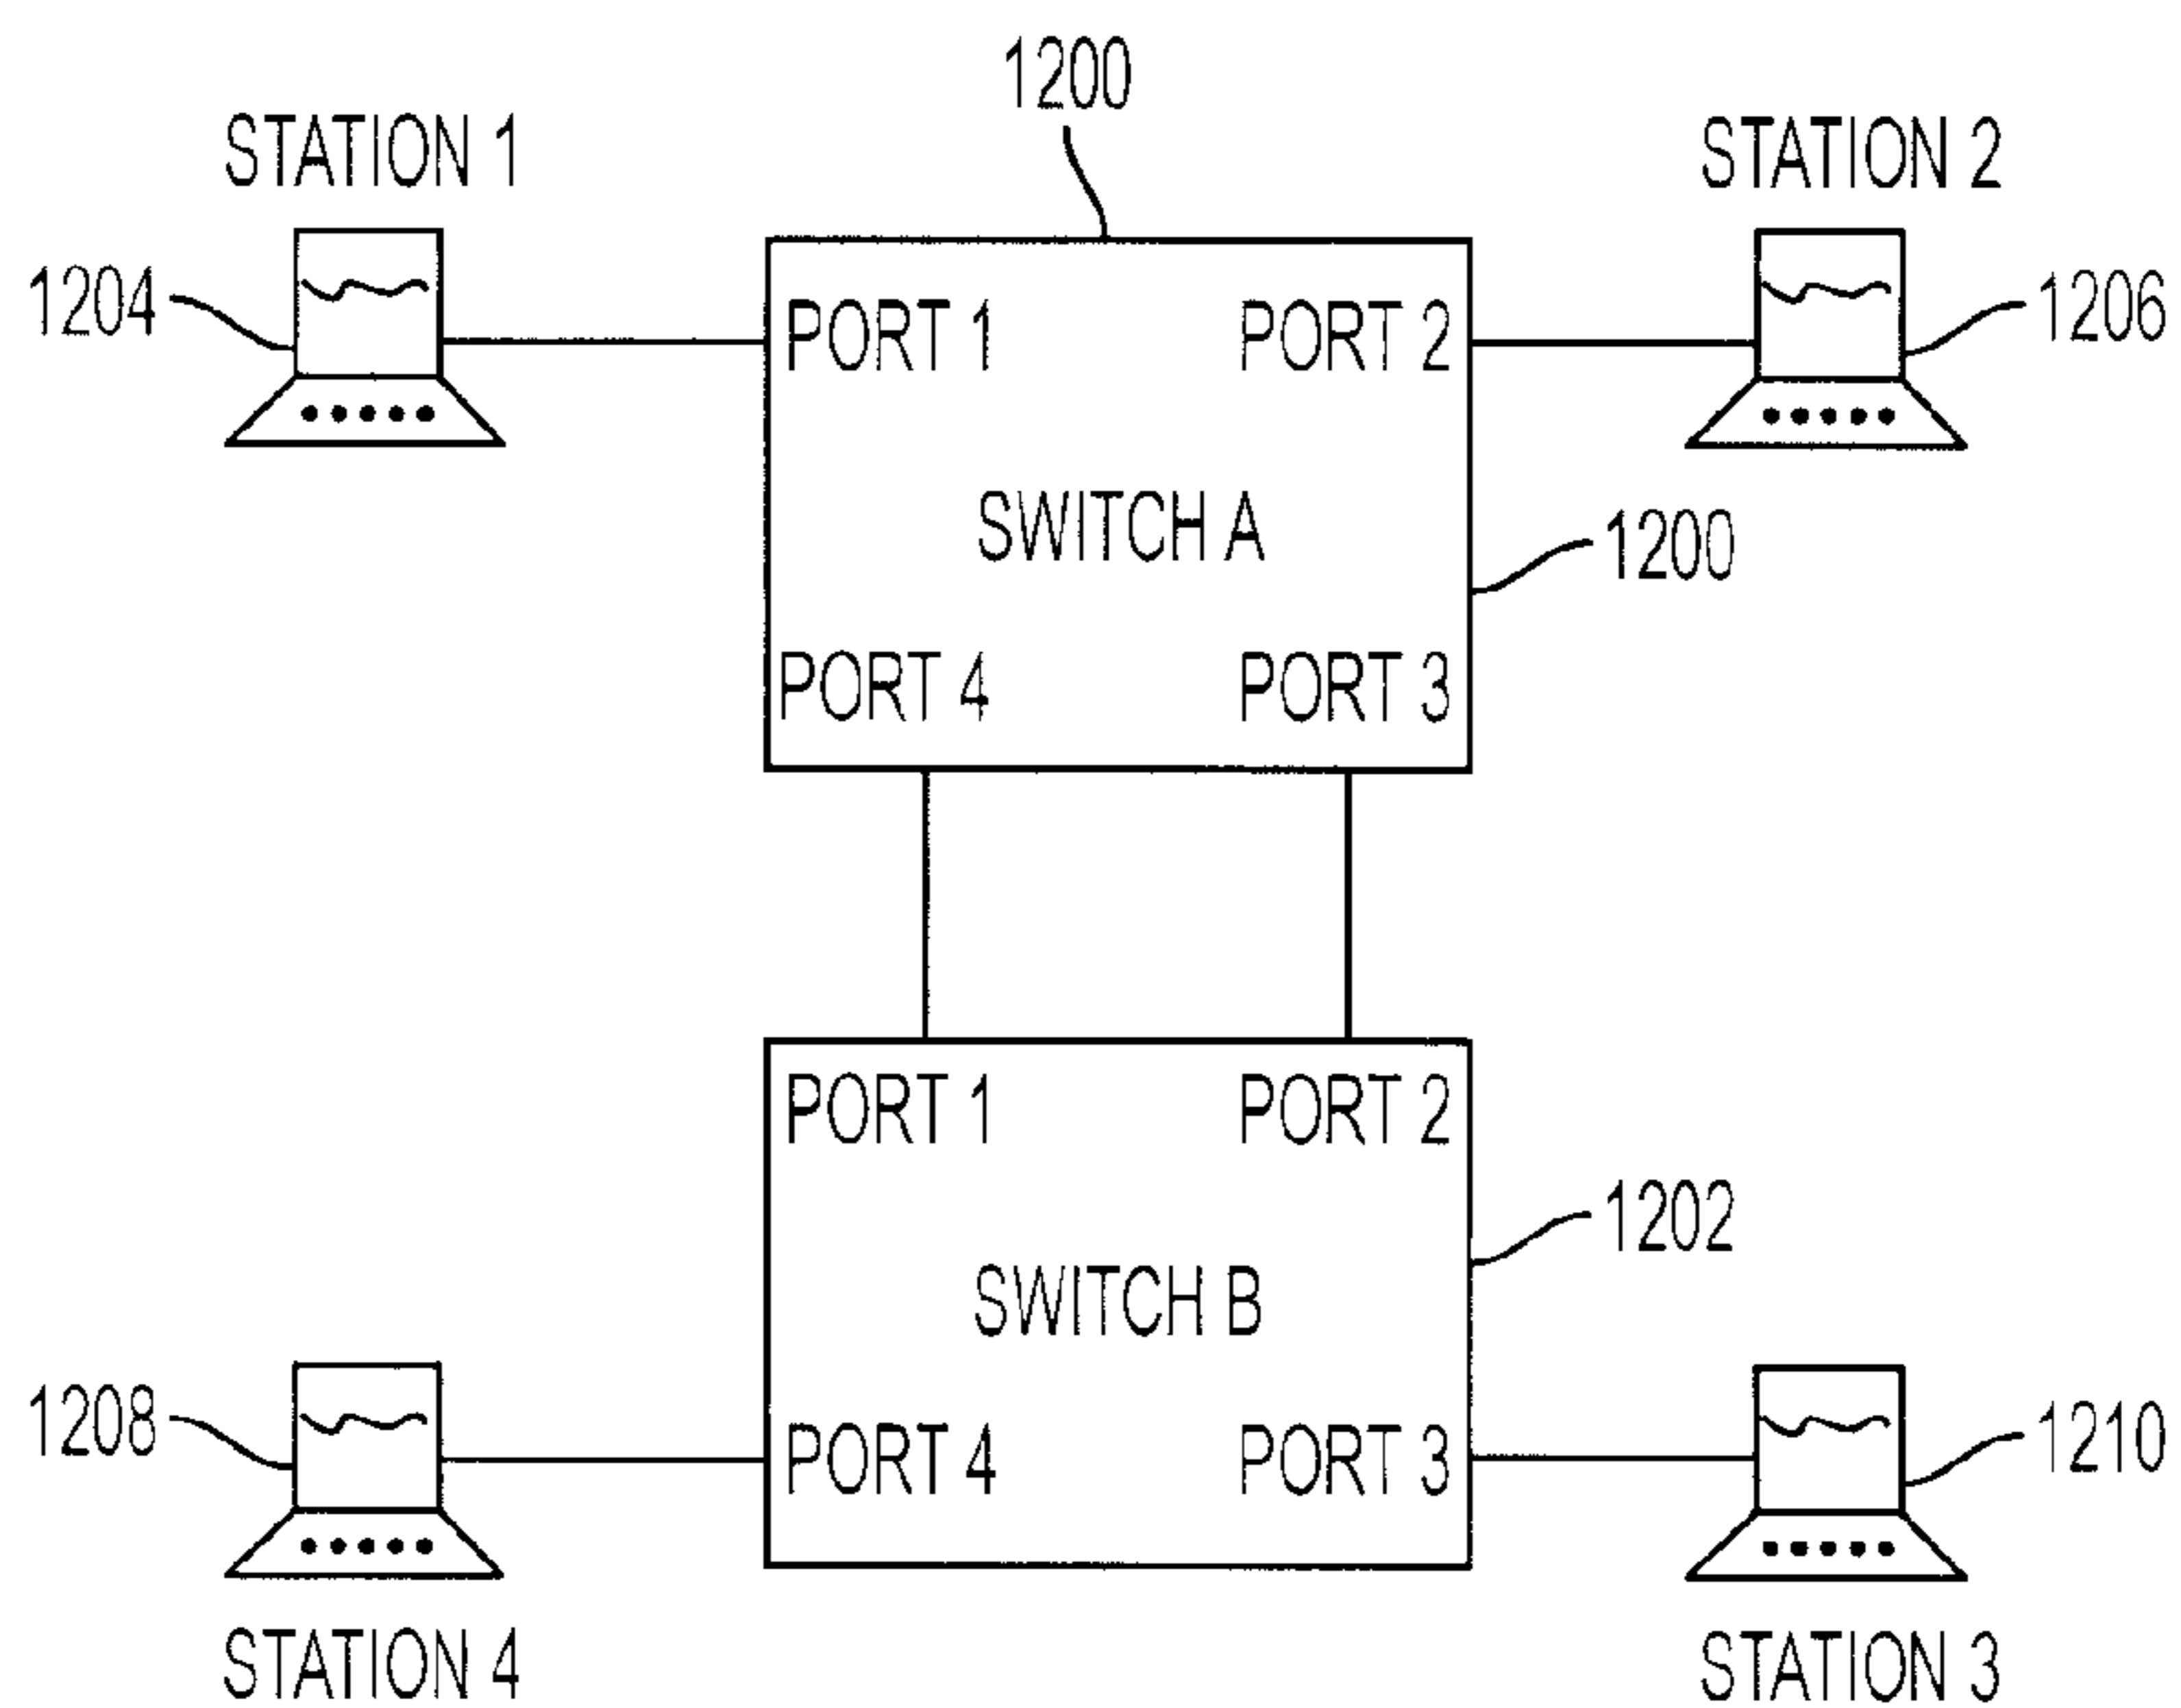 1200
STATION 1
STATION 2
1204
1206
PORT 1
PORT 2
SWITCH A
1200
PORT 4
PORT 3
PORT 1
PORT 2
1202
SWITCH B
1208
1210
PORT 4
PORT 3
STATION 4
STATION 3